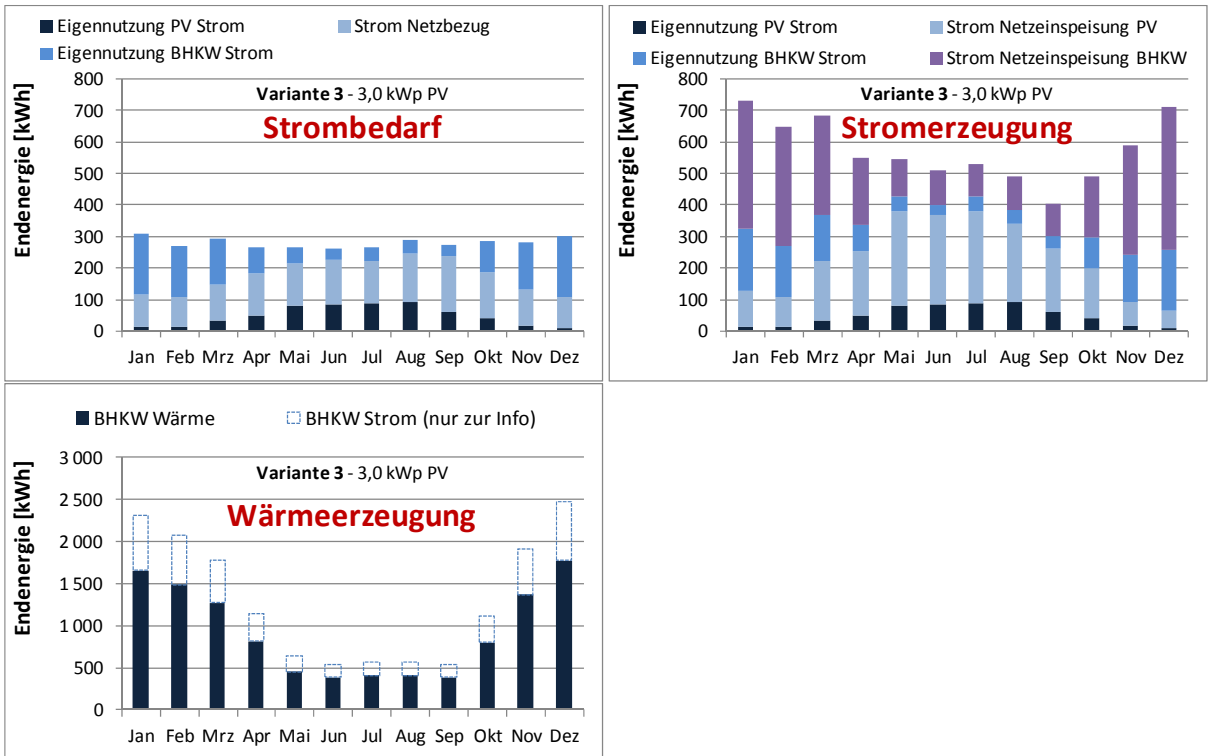 Eigennutzung PV Strom Strom Netzbezug
Eigennutzung BHKW Strom
Endenergie [kWh]
800
700
600
500
400
300
200
100
0
Variante 3 - 3,0 kWp PV
Strombedarf
Jan Feb Mrz Apr Mai Jun Jul Aug Sep Okt Nov Dez
Eigennutzung PV Strom Strom Netzeinspeisung PV
Eigennutzung BHKW Strom Strom Netzeinspeisung BHKW
Endenergie [kWh]
800
700
600
500
400
300
200
100
0
Variante 3 - 3,0 kWp PV
Stromerzeugung
Jan Feb Mrz Apr Mai Jun Jul Aug Sep Okt Nov Dez
BHKW Wärme BHKW Strom (nur zur Info)
Endenergie [kWh]
3 000
2 500
2 000
1 500
1 000
500
0
Variante 3 - 3,0 kWp PV
Wärmeerzeugung
Jan Feb Mrz Apr Mai Jun Jul Aug Sep Okt Nov Dez